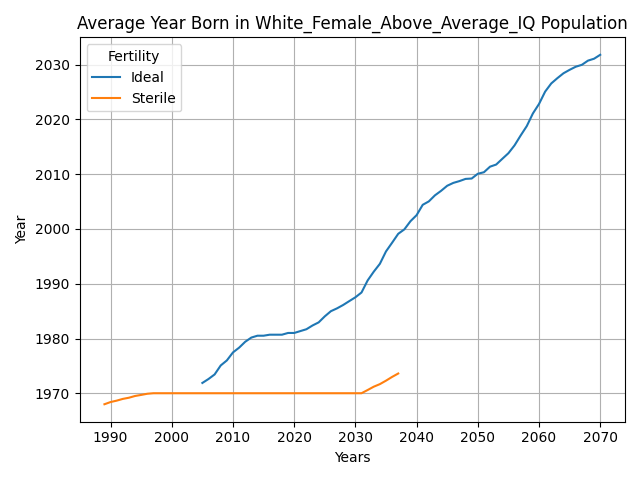 Average Year Born in White_Female_Above_Average_IQ Population
Fertility
Ideal
Sterile
Year
2030
2020
2010
2000
1990
1980
1970
1990
2000
2010
2020
2030
2040
2050
2060
2070
Years